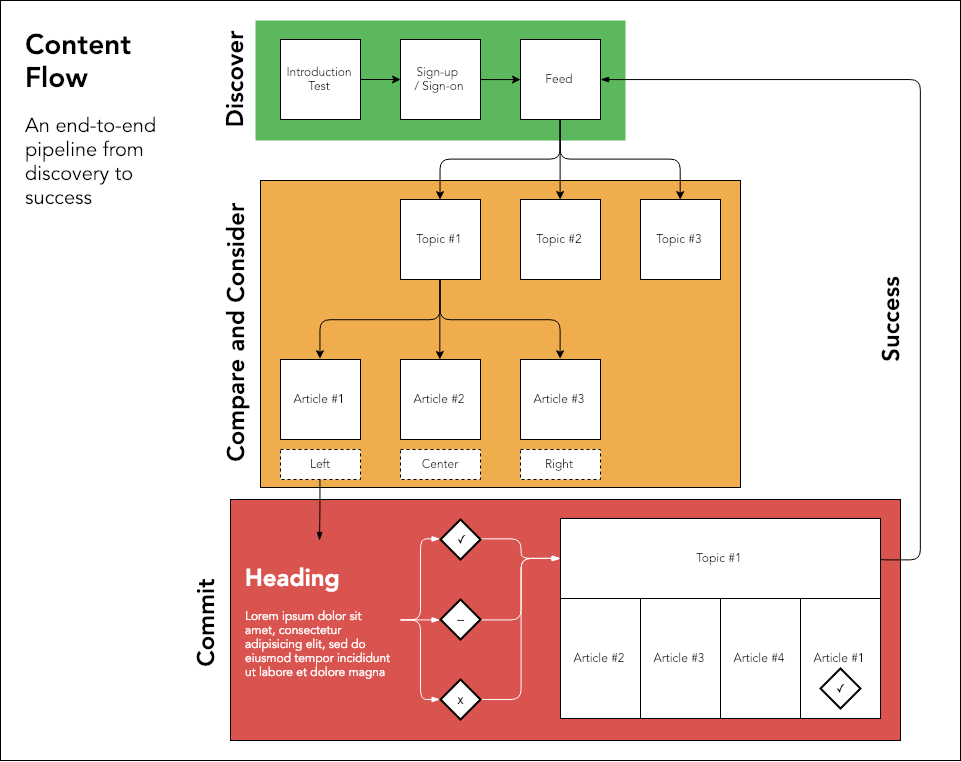 Content
Flow
An end-to-end
pipeline from
discovery to
success
Discover
Introduction
Test
Sign-up
/ Sign-on
Feed
Compare and Consider
Topic #1
Topic #2
Topic #3
Article #1
Article #2
Article #3
Left
Center
Right
Success
Commit
Heading
Lorem ipsum dolor sit
amet, consectetur
adipisicing elit, sed do
eiusmod tempor incididunt
ut labore et dolore magna
✓
–
x
Topic #1
Article #2
Article #3
Article #4
Article #1
✓